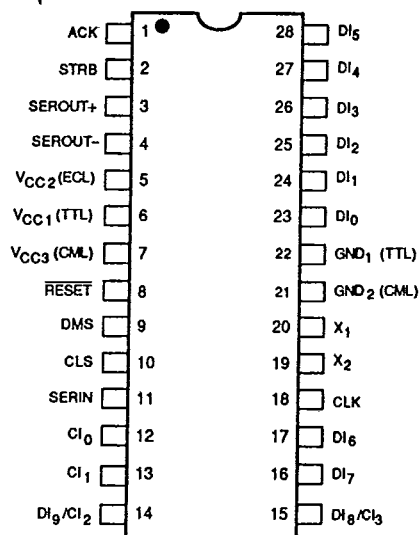 ACK 1 28 DI5
STRB 2 27 DI4
SEROUT+ 3 26 DI3
SEROUT− 4 25 DI2
VCC2 (ECL) 5 24 DI1
VCC1 (TTL) 6 23 DI0
VCC3 (CML) 7 22 GND1 (TTL)
RESET 8 21 GND2 (CML)
DMS 9 20 X1
CLS 10 19 X2
SERIN 11 18 CLK
CI0 12 17 DI6
CI1 13 16 DI7
DI9/CI2 14 15 DI8/CI3